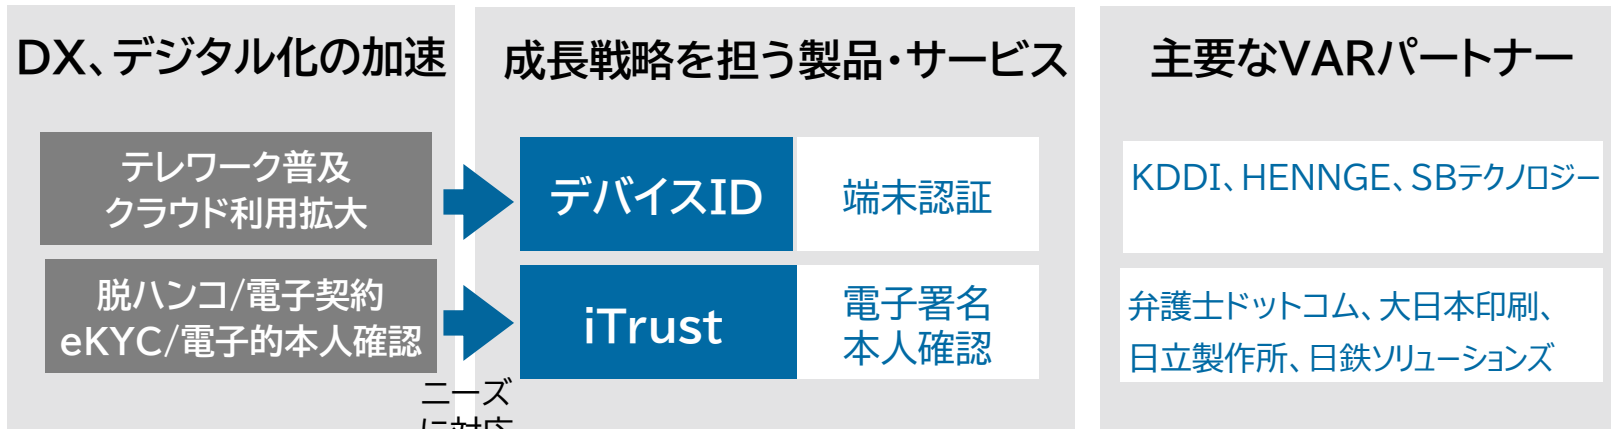 DX、デジタル化の加速
成長戦略を担う製品・サービス
主要なVARパートナー
テレワーク普及
クラウド利用拡大
デバイスID
端末認証
KDDI、HENNGE、SBテクノロジー
脱ハンコ/電子契約
eKYC/電子的本人確認
iTrust
電子署名
本人確認
弁護士ドットコム、大日本印刷、
日立製作所、日鉄ソリューションズ
ニーズ
に対応